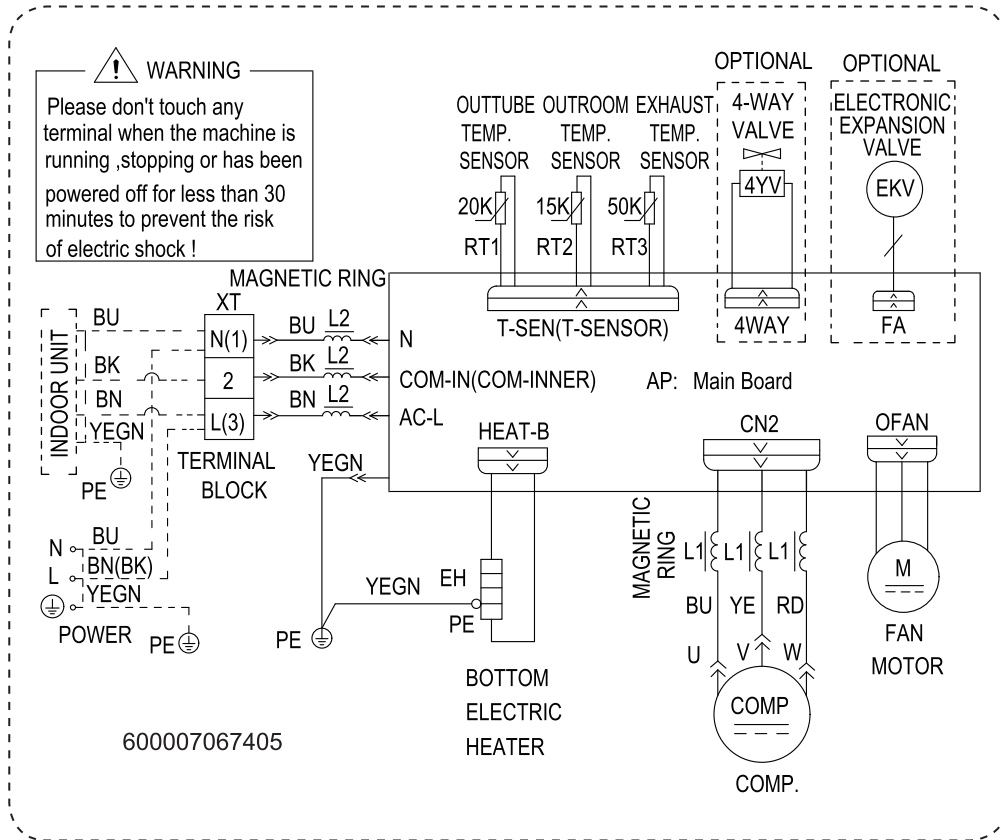 WARNING
Please don't touch any
terminal when the machine is
running ,stopping or has been
powered off for less than 30
minutes to prevent the risk
of electric shock !
OUTTUBE
TEMP.
SENSOR
OUTROOM
TEMP.
SENSOR
EXHAUST
TEMP.
SENSOR
20K
15K
50K
RT1
RT2
RT3
T-SEN(T-SENSOR)
OPTIONAL
4-WAY
VALVE
4YV
4WAY
OPTIONAL
ELECTRONIC
EXPANSION
VALVE
EKV
FA
MAGNETIC RING
XT
INDOOR UNIT
BU
BK
BN
YEGN
PE
N(1)
2
L(3)
TERMINAL
BLOCK
BU
L2
BK
L2
BN
L2
N
COM-IN(COM-INNER)
AC-L
AP: Main Board
YEGN
HEAT-B
CN2
OFAN
N
L
BU
BN(BK)
YEGN
POWER
PE
YEGN
PE
EH
PE
BOTTOM
ELECTRIC
HEATER
MAGNETIC
RING
L1
L1
L1
BU
YE
RD
U
V
W
COMP
COMP.
M
FAN
MOTOR
600007067405